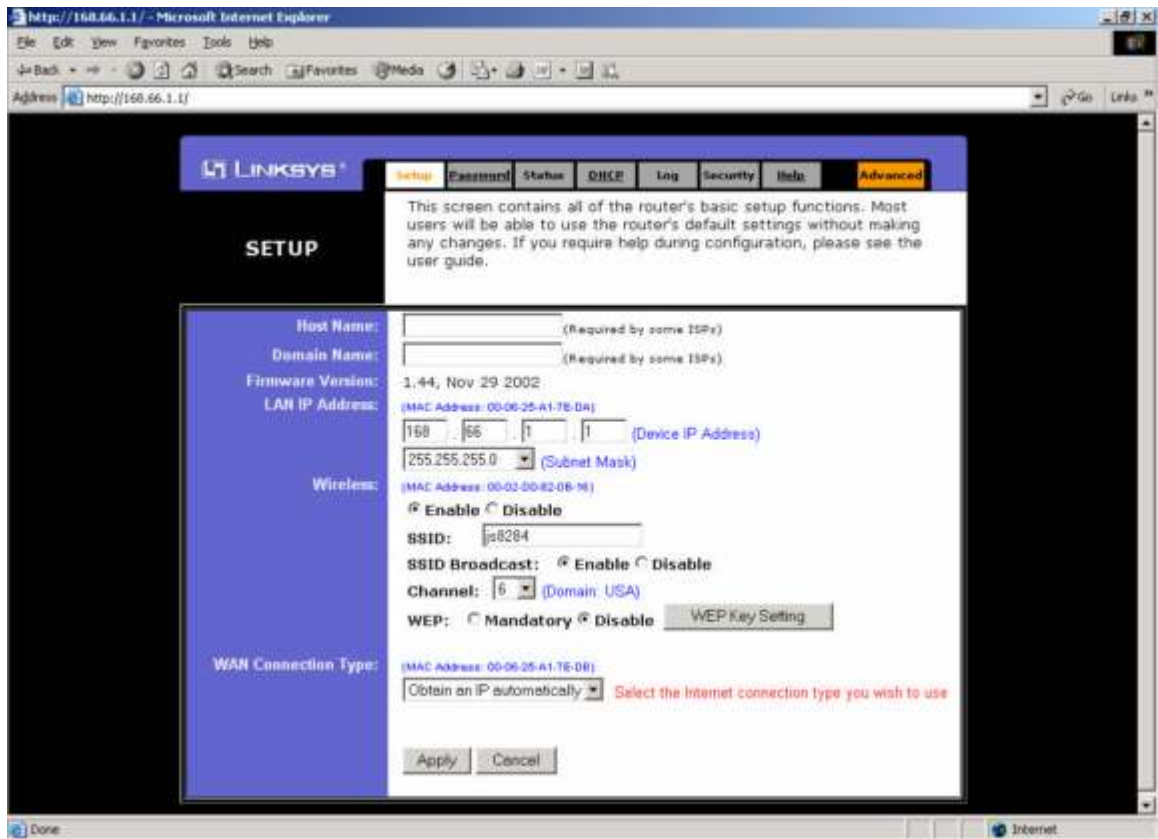 http://168.66.1.1/ - Microsoft Internet Explorer
File Edit View Favorites Tools Help
Back Search Favorites Media
Address http://168.66.1.1/ Go Links »
LINKSYS®
Setup Password Status DHCP Log Security Help Advanced
SETUP
This screen contains all of the router's basic setup functions. Most
users will be able to use the router's default settings without making
any changes. If you require help during configuration, please see the
user guide.
Host Name: (Required by some ISPs)
Domain Name: (Required by some ISPs)
Firmware Version: 1.44, Nov 29 2002
LAN IP Address: (MAC Address: 00-06-25-A1-7E-DA)
168 . 66 . 1 . 1 (Device IP Address)
255.255.255.0 (Subnet Mask)
Wireless: (MAC Address: 00-02-DD-82-DB-16)
Enable Disable
SSID: js8284
SSID Broadcast: Enable Disable
Channel: 6 (Domain: USA)
WEP: Mandatory Disable WEP Key Setting
WAN Connection Type: (MAC Address: 00-06-25-A1-7E-DB)
Obtain an IP automatically Select the Internet connection type you wish to use
Apply Cancel
Done Internet